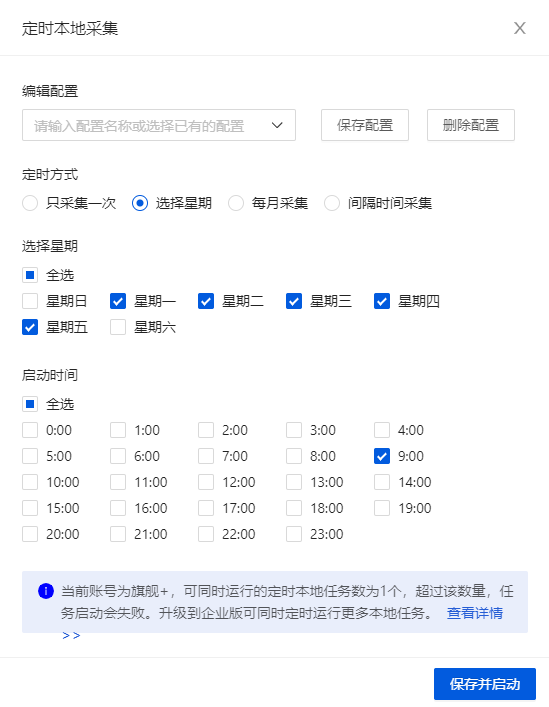 定时本地采集
编辑配置
请输入配置名称或选择已有的配置 保存配置 删除配置
定时方式
只采集一次 选择星期 每月采集 间隔时间采集
选择星期
全选
星期日 星期一 星期二 星期三 星期四
星期五 星期六
启动时间
全选
0:00 1:00 2:00 3:00 4:00
5:00 6:00 7:00 8:00 9:00
10:00 11:00 12:00 13:00 14:00
15:00 16:00 17:00 18:00 19:00
20:00 21:00 22:00 23:00
当前账号为旗舰+，可同时运行的定时本地任务数为1个，超过该数量，任
务启动会失败。升级到企业版可同时定时运行更多本地任务。 查看详情
>>
保存并启动